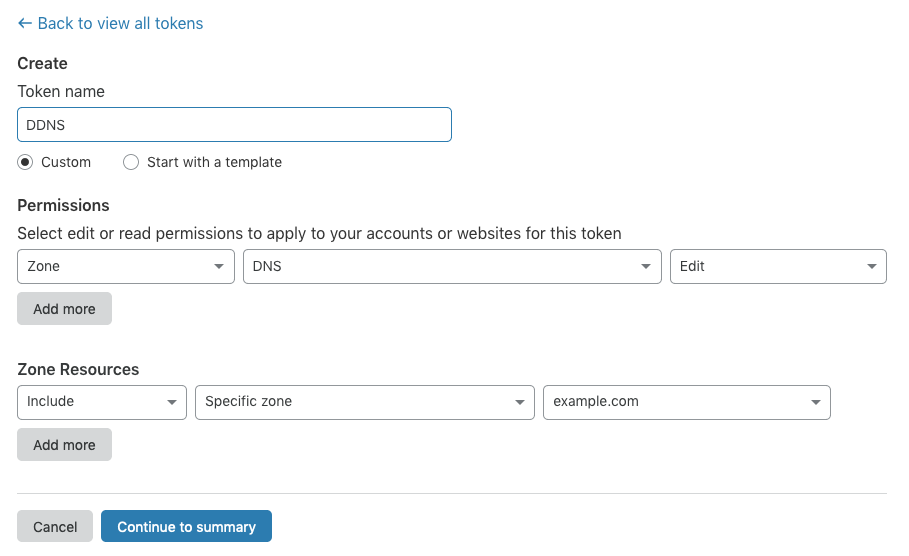 ← Back to view all tokens
Create
Token name
DDNS
Custom Start with a template
Permissions
Select edit or read permissions to apply to your accounts or websites for this token
Zone DNS Edit
Add more
Zone Resources
Include Specific zone example.com
Add more
Cancel Continue to summary